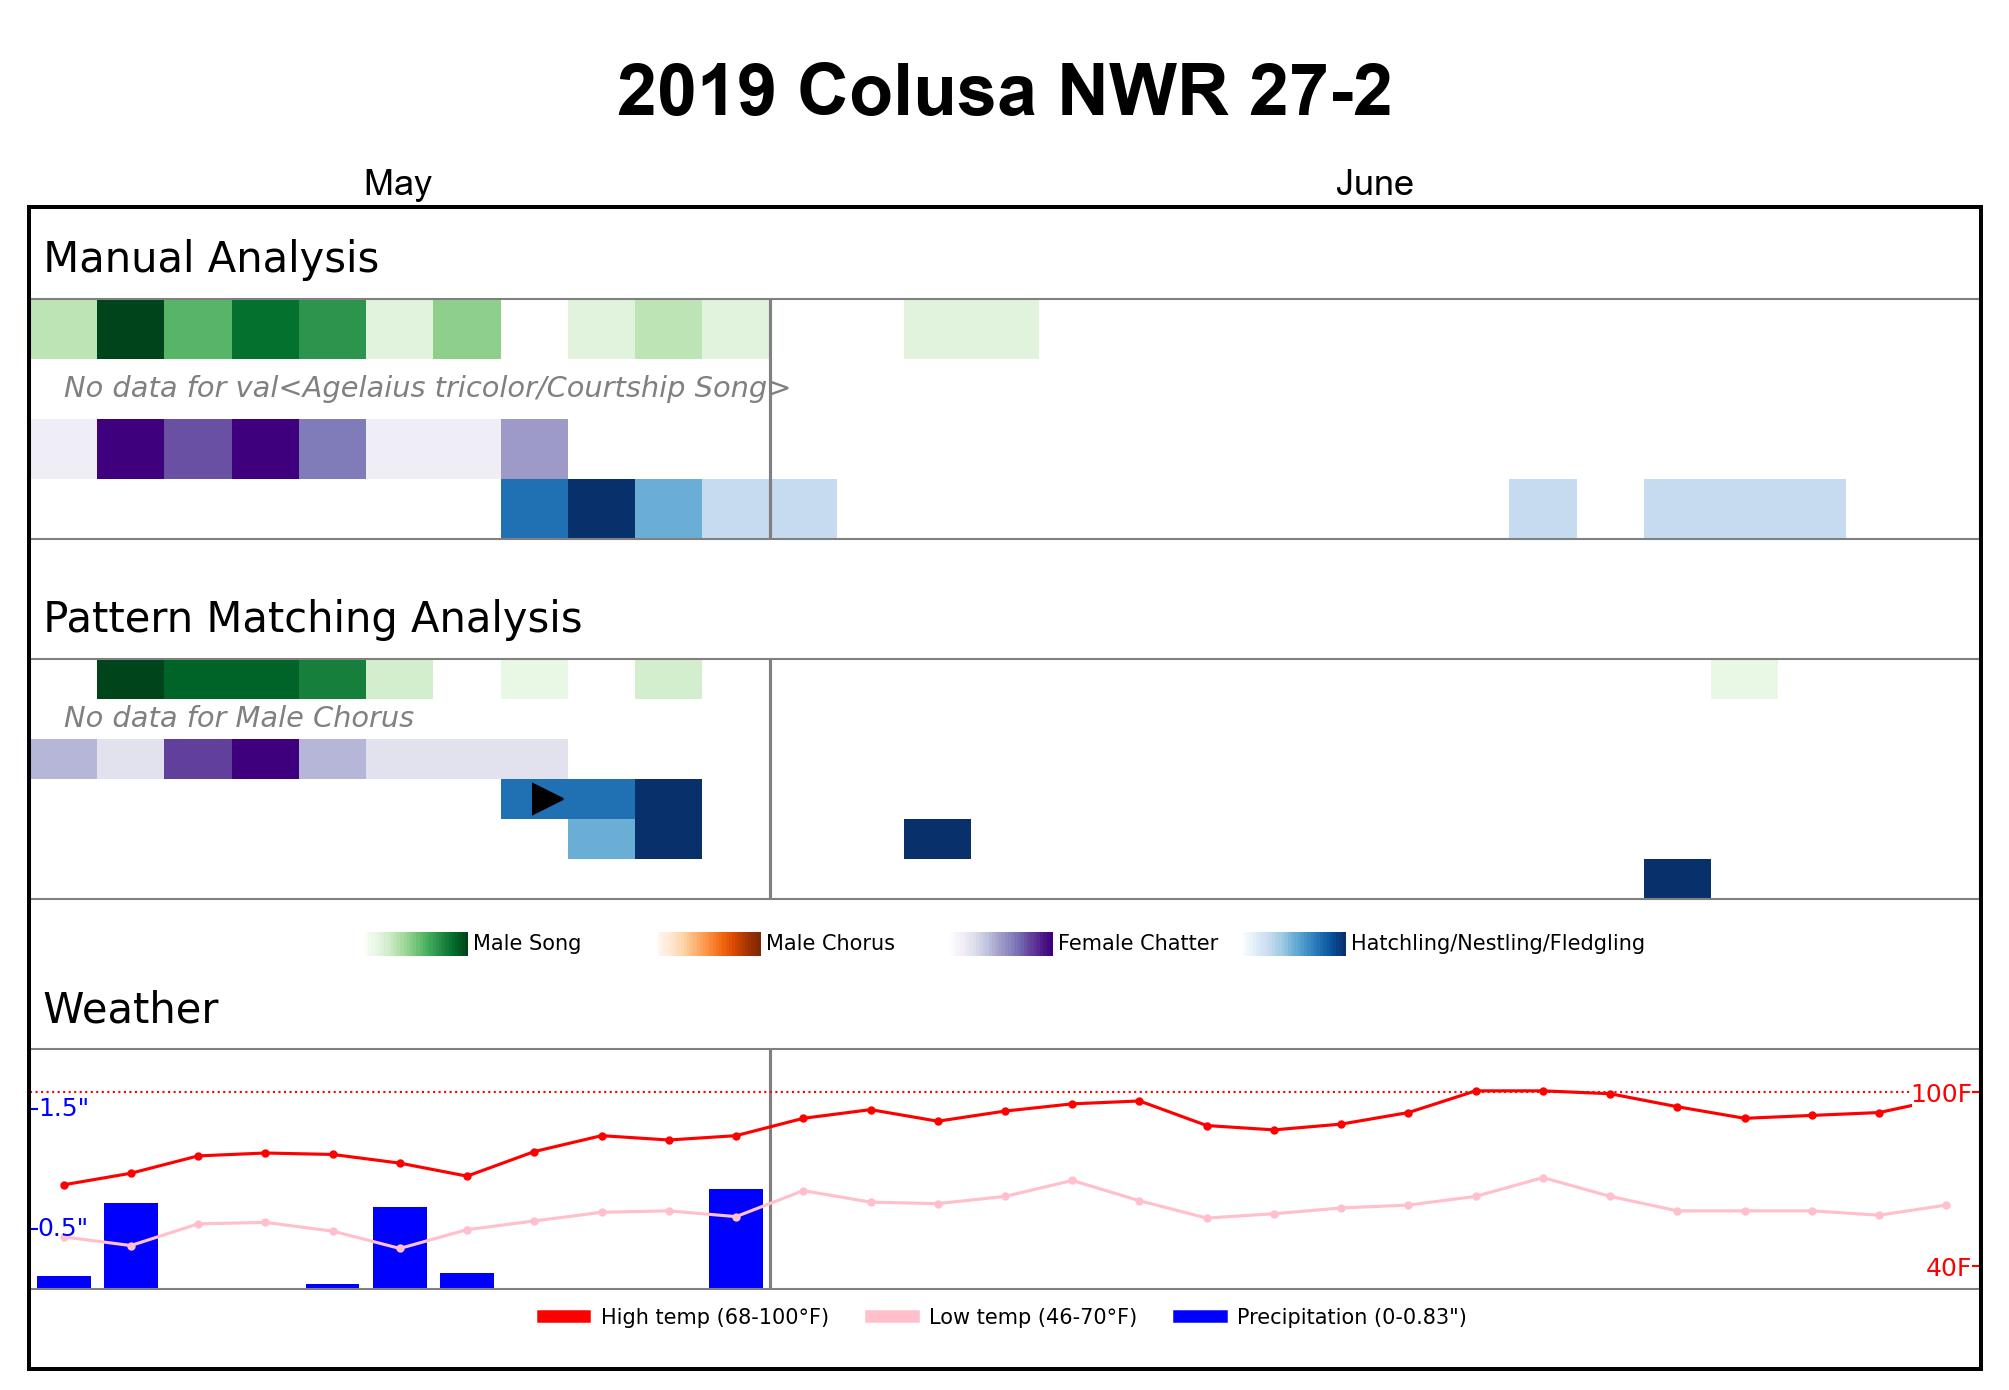 2019 Colusa NWR 27-2
May June
Manual Analysis
No data for val<Agelaius tricolor/Courtship Song>
Pattern Matching Analysis
No data for Male Chorus
Male Song Male Chorus Female Chatter Hatchling/Nestling/Fledgling
Weather
1.5" 100F
0.5"
40F
High temp (68-100°F) Low temp (46-70°F) Precipitation (0-0.83")